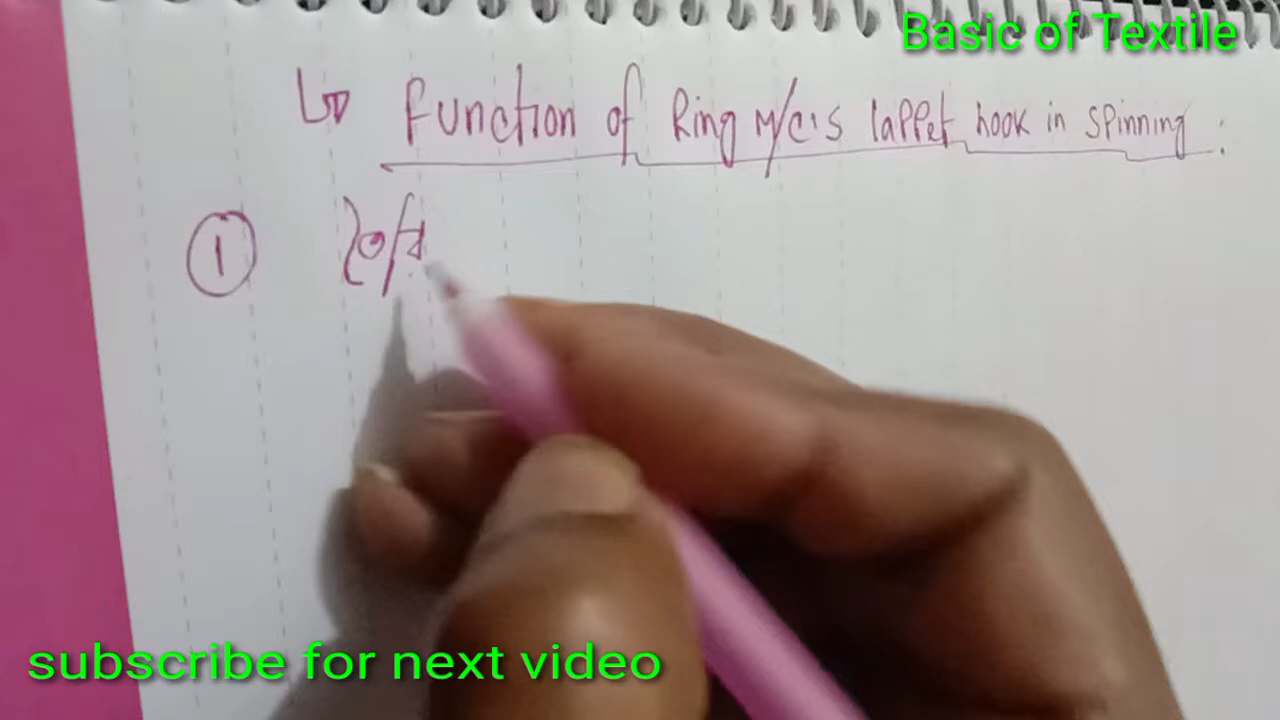 Basic of Textile
Function of Ring M/C's lappet hook in spinning :
①
subscribe for next video